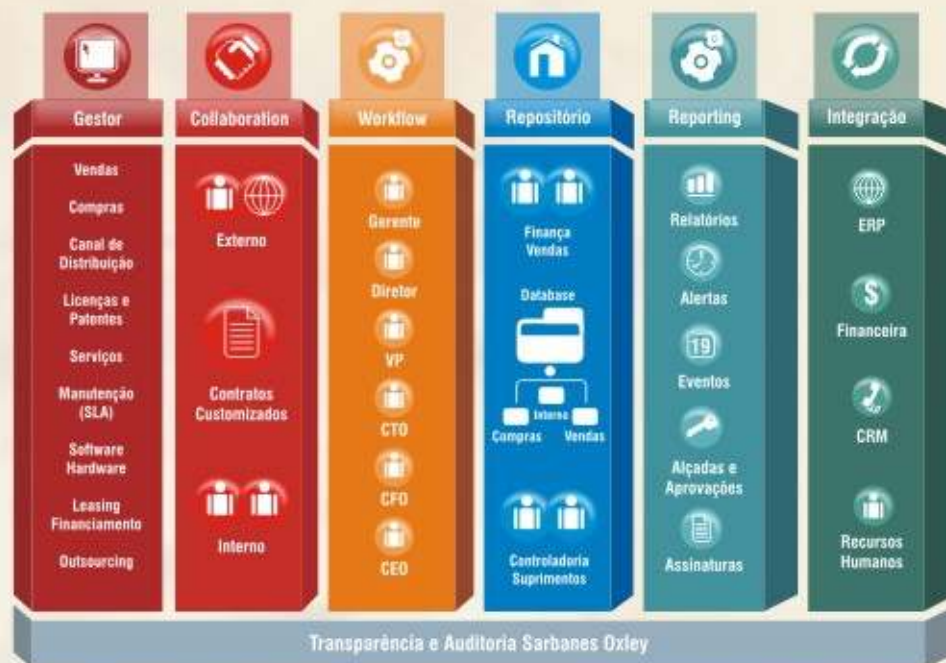 Gestor
Vendas
Compras
Canal de
Distribuição
Licenças e
Patentes
Serviços
Manutenção
(SLA)
Software
Hardware
Leasing
Financiamento
Outsourcing
Collaboration
Externo
Contratos
Customizados
Interno
Workflow
Gerente
Diretor
VP
CTO
CFO
CEO
Repositório
Finança
Vendas
Database
Interno
Compras Vendas
Controladoria
Suprimentos
Reporting
Relatórios
Alertas
19
Eventos
Alçadas e
Aprovações
Assinaturas
Integração
ERP
$
Financeira
CRM
Recursos
Humanos
Transparência e Auditoria Sarbanes Oxley